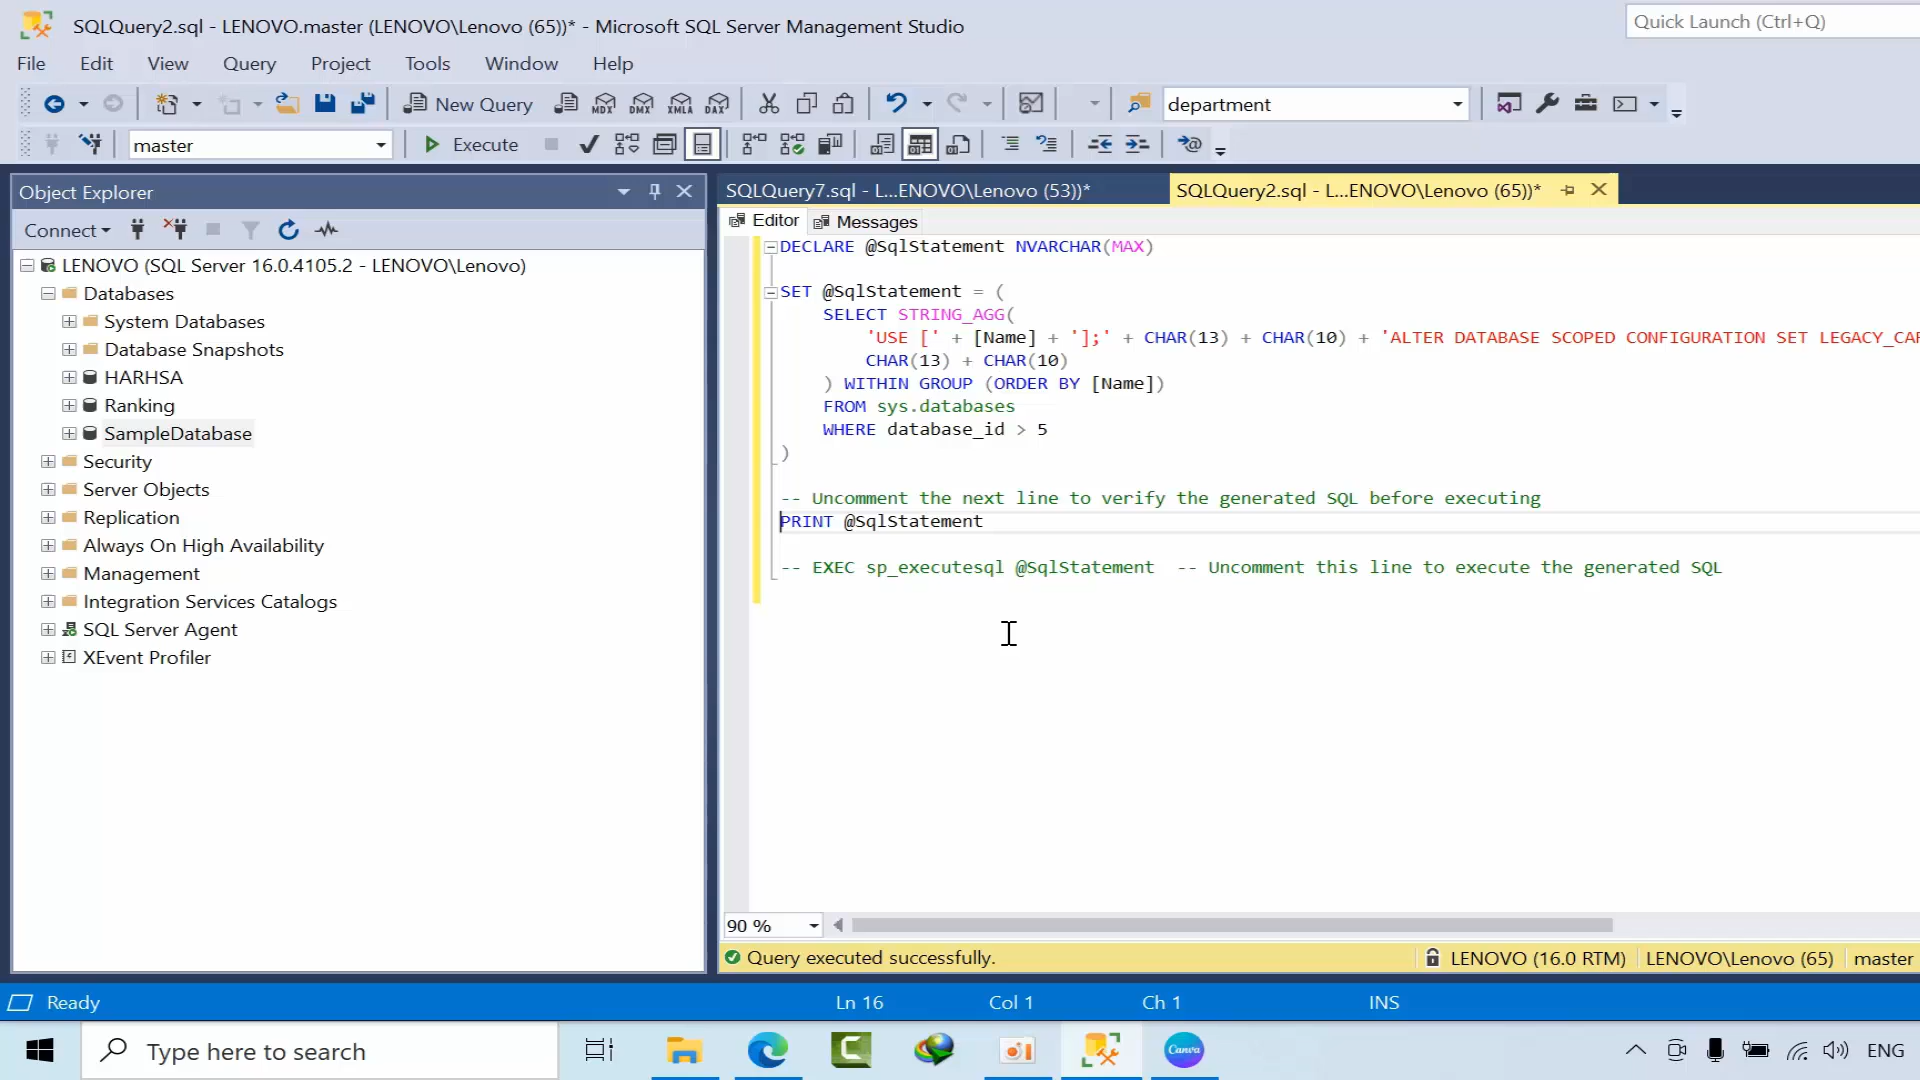 SQLQuery2.sql - LENOVO.master (LENOVO\Lenovo (65))* - Microsoft SQL Server Management Studio
Quick Launch (Ctrl+Q)
File Edit View Query Project Tools Window Help
New Query MDX DMX XMLA DAX department
master Execute
Object Explorer
SQLQuery7.sql - L...ENOVO\Lenovo (53))* SQLQuery2.sql - L...ENOVO\Lenovo (65))*
Connect
Editor Messages
LENOVO (SQL Server 16.0.4105.2 - LENOVO\Lenovo)
Databases
System Databases
Database Snapshots
HARHSA
Ranking
SampleDatabase
Security
Server Objects
Replication
Always On High Availability
Management
Integration Services Catalogs
SQL Server Agent
XEvent Profiler
DECLARE @SqlStatement NVARCHAR(MAX)
SET @SqlStatement = (
SELECT STRING_AGG(
'USE [' + [Name] + '];' + CHAR(13) + CHAR(10) + 'ALTER DATABASE SCOPED CONFIGURATION SET LEGACY_CAR
CHAR(13) + CHAR(10)
) WITHIN GROUP (ORDER BY [Name])
FROM sys.databases
WHERE database_id > 5
)
-- Uncomment the next line to verify the generated SQL before executing
PRINT @SqlStatement
-- EXEC sp_executesql @SqlStatement -- Uncomment this line to execute the generated SQL
90 %
Query executed successfully. LENOVO (16.0 RTM) LENOVO\Lenovo (65) master
Ready Ln 16 Col 1 Ch 1 INS
Type here to search Canva ENG